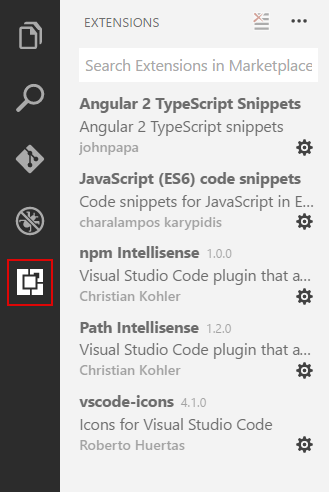 EXTENSIONS
Search Extensions in Marketplace
Angular 2 TypeScript Snippets
Angular 2 TypeScript snippets
johnpapa
JavaScript (ES6) code snippets
Code snippets for JavaScript in E...
charalampos karypidis
npm Intellisense 1.0.0
Visual Studio Code plugin that a...
Christian Kohler
Path Intellisense 1.2.0
Visual Studio Code plugin that a...
Christian Kohler
vscode-icons 4.1.0
Icons for Visual Studio Code
Roberto Huertas